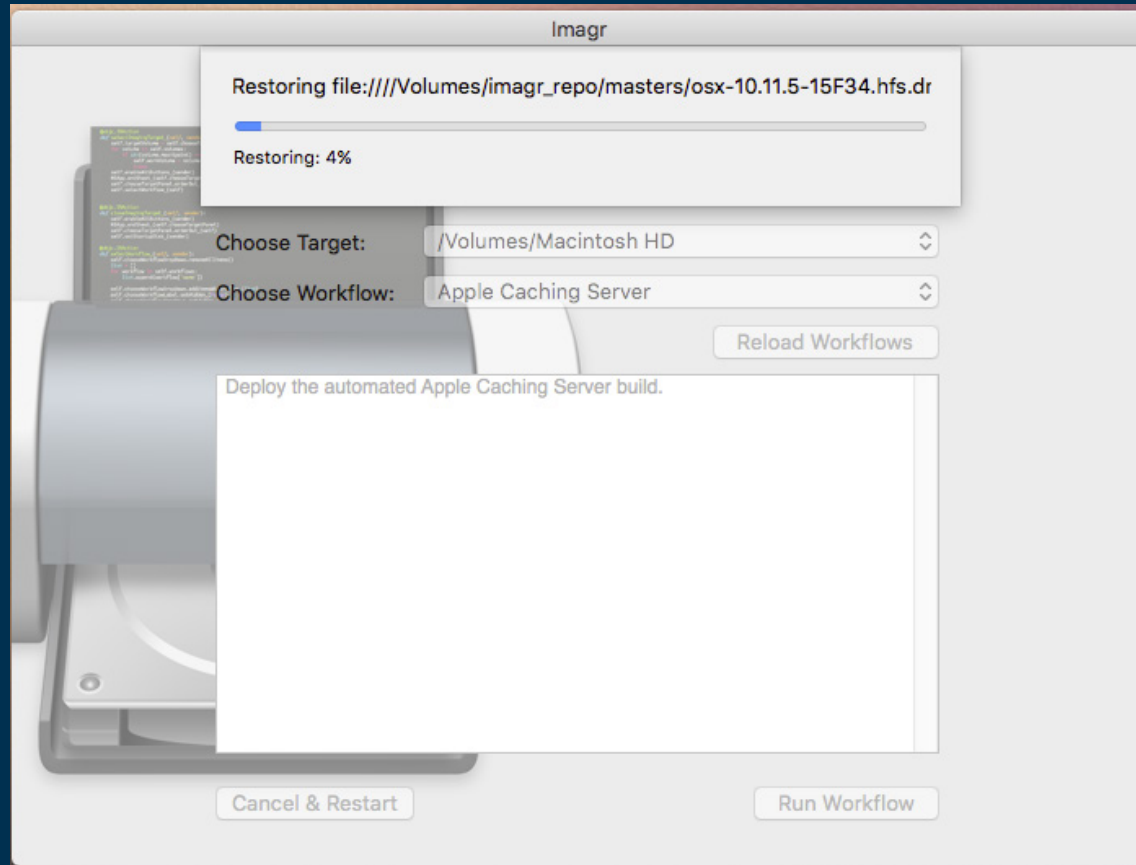 Imagr
Restoring file:////Volumes/imagr_repo/masters/osx-10.11.5-15F34.hfs.dr
Restoring: 4%
Choose Target:
/Volumes/Macintosh HD
Choose Workflow:
Apple Caching Server
Reload Workflows
Deploy the automated Apple Caching Server build.
Cancel & Restart
Run Workflow